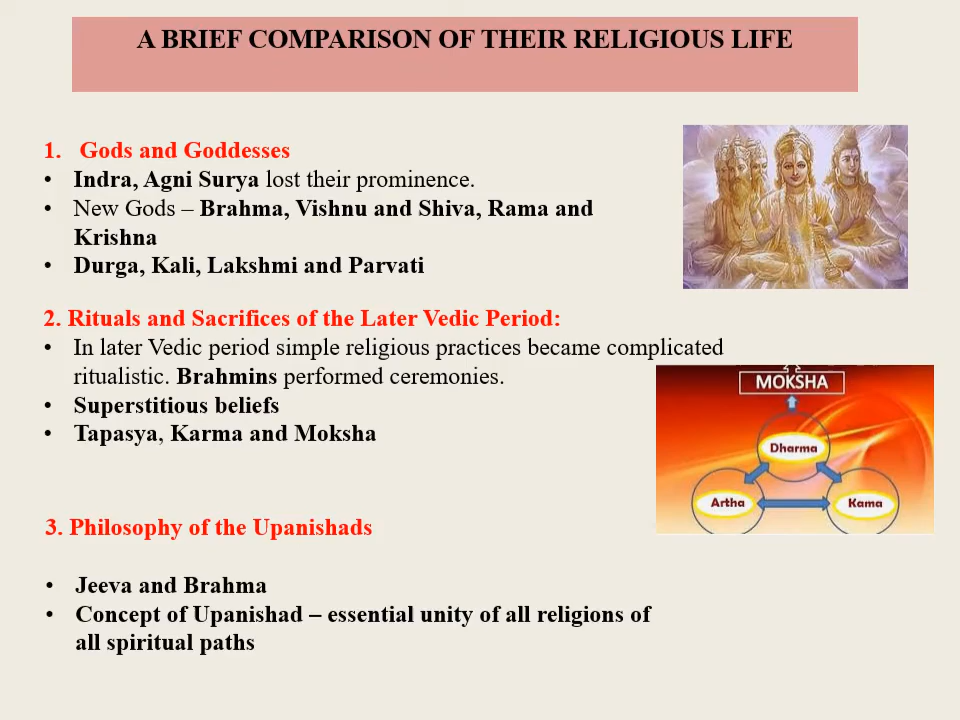 A BRIEF COMPARISON OF THEIR RELIGIOUS LIFE
1. Gods and Goddesses
• Indra, Agni Surya lost their prominence.
• New Gods – Brahma, Vishnu and Shiva, Rama and
Krishna
• Durga, Kali, Lakshmi and Parvati
2. Rituals and Sacrifices of the Later Vedic Period:
• In later Vedic period simple religious practices became complicated
ritualistic. Brahmins performed ceremonies.
• Superstitious beliefs
• Tapasya, Karma and Moksha
MOKSHA
Dharma
Artha
Kama
3. Philosophy of the Upanishads
• Jeeva and Brahma
• Concept of Upanishad – essential unity of all religions of
all spiritual paths